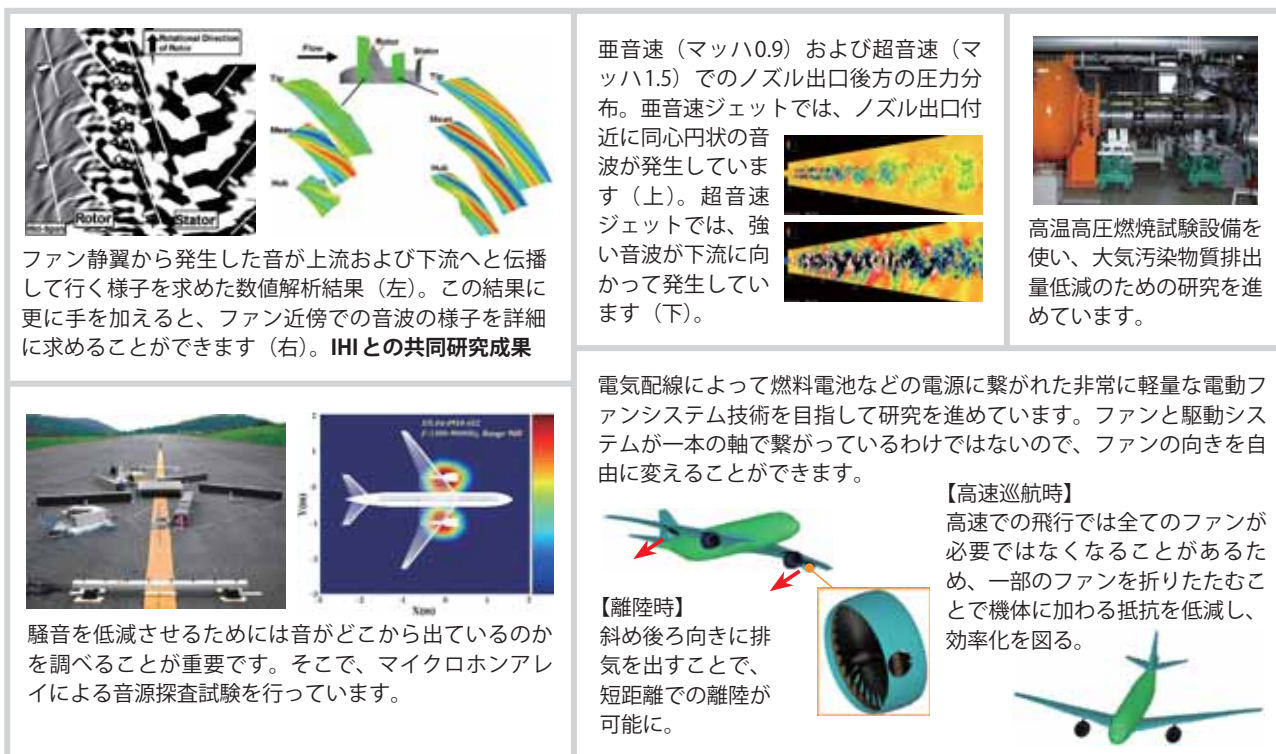 Rotational Direction
of Rotor
Rotor
Stator
Flow
Rotor
Stator
Tip
Tip
Mean
Mean
Hub
Hub
ファン静翼から発生した音が上流および下流へと伝播
して行く様子を求めた数値解析結果（左）。この結果に
更に手を加えると、ファン近傍での音波の様子を詳細
に求めることができます（右）。IHIとの共同研究成果
亜音速（マッハ0.9）および超音速（マ
ッハ1.5）でのノズル出口後方の圧力分
布。亜音速ジェットでは、ノズル出口付
近に同心円状の音
波が発生していま
す（上）。超音速
ジェットでは、強
い音波が下流に向
かって発生してい
ます（下）。
高温高圧燃焼試験設備を
使い、大気汚染物質排出
量低減のための研究を進
めています。
X(m)
騒音を低減させるためには音がどこから出ているのか
を調べることが重要です。そこで、マイクロホンアレ
イによる音源探査試験を行っています。
電気配線によって燃料電池などの電源に繋がれた非常に軽量な電動フ
ァンシステム技術を目指して研究を進めています。ファンと駆動シス
テムが一本の軸で繋がっているわけではないので、ファンの向きを自
由に変えることができます。
【離陸時】
斜め後ろ向きに排
気を出すことで、
短距離での離陸が
可能に。
【高速巡航時】
高速での飛行では全てのファンが
必要ではなくなることがあるた
め、一部のファンを折りたたむこ
とで機体に加わる抵抗を低減し、
効率化を図る。